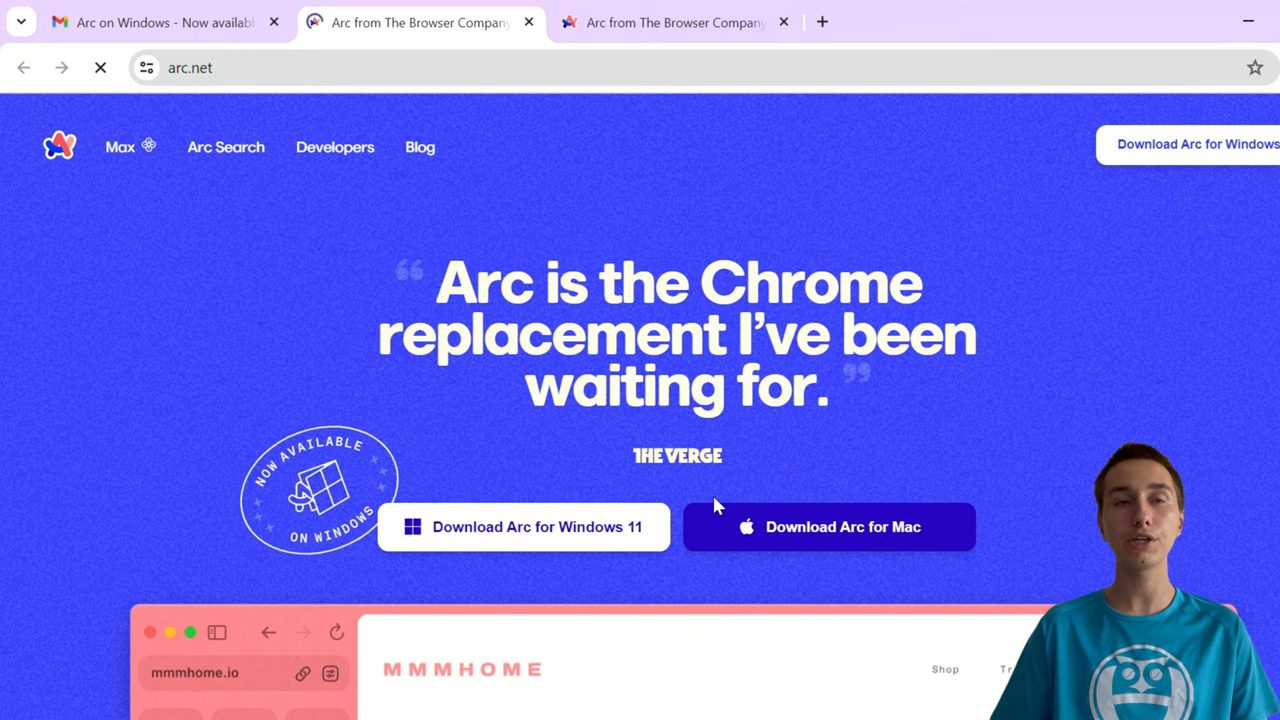 Arc on Windows - Now availabl
Arc from The Browser Company
Arc from The Browser Company
arc.net
Max
Arc Search
Developers
Blog
Download Arc for Windows
“ Arc is the Chrome
replacement I’ve been
waiting for. ”
THE VERGE
NOW AVAILABLE
ON WINDOWS
Download Arc for Windows 11
Download Arc for Mac
mmmhome.io
MMMHOME
Shop
Tr